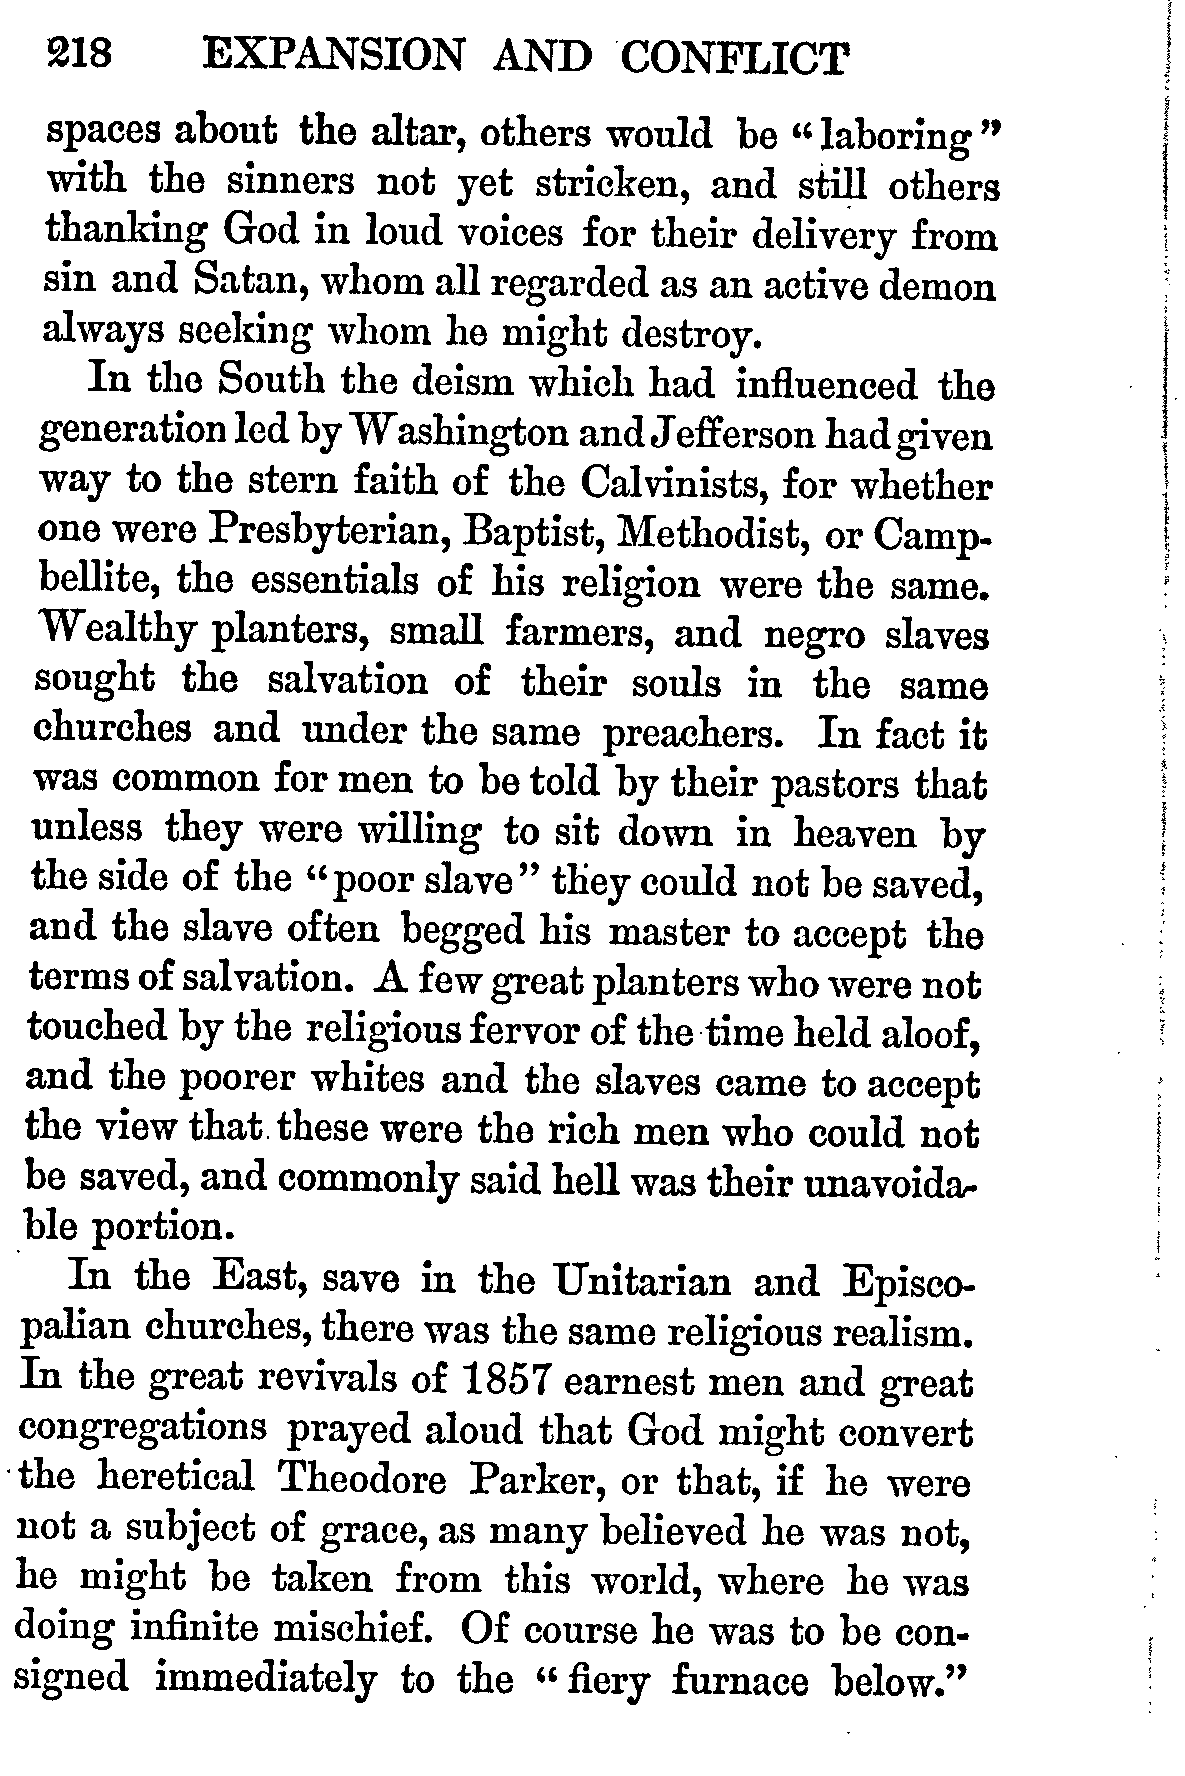 218 EXPANSION AND CONFLICT
spaces about the altar, others would be “laboring”
with the sinners not yet stricken, and still others
thanking God in loud voices for their delivery from
sin and Satan, whom all regarded as an active demon
always seeking whom he might destroy.
In the South the deism which had influenced the
generation led by Washington and Jefferson had given
way to the stern faith of the Calvinists, for whether
one were Presbyterian, Baptist, Methodist, or Camp-
bellite, the essentials of his religion were the same.
Wealthy planters, small farmers, and negro slaves
sought the salvation of their souls in the same
churches and under the same preachers. In fact it
was common for men to be told by their pastors that
unless they were willing to sit down in heaven by
the side of the “poor slave” they could not be saved,
and the slave often begged his master to accept the
terms of salvation. A few great planters who were not
touched by the religious fervor of the time held aloof,
and the poorer whites and the slaves came to accept
the view that these were the rich men who could not
be saved, and commonly said hell was their unavoida-
ble portion.
In the East, save in the Unitarian and Episco-
palian churches, there was the same religious realism.
In the great revivals of 1857 earnest men and great
congregations prayed aloud that God might convert
the heretical Theodore Parker, or that, if he were
not a subject of grace, as many believed he was not,
he might be taken from this world, where he was
doing infinite mischief. Of course he was to be con-
signed immediately to the “fiery furnace below.”